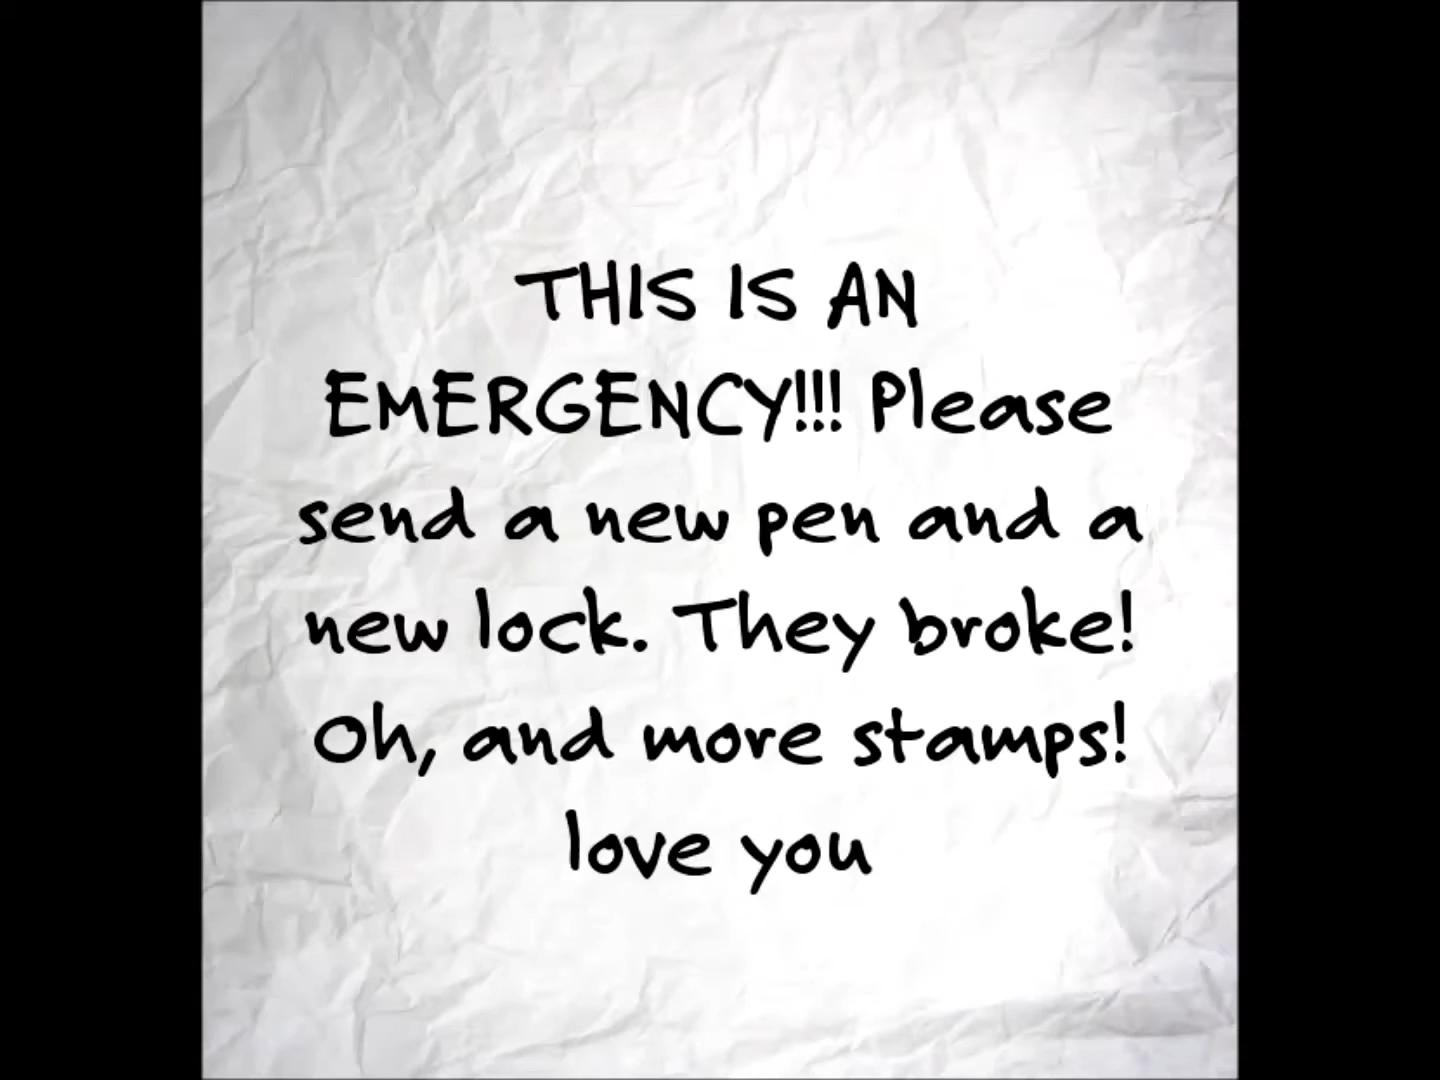 THIS IS AN
EMERGENCY!!! Please
send a new pen and a
new lock. They broke!
Oh, and more stamps!
love you